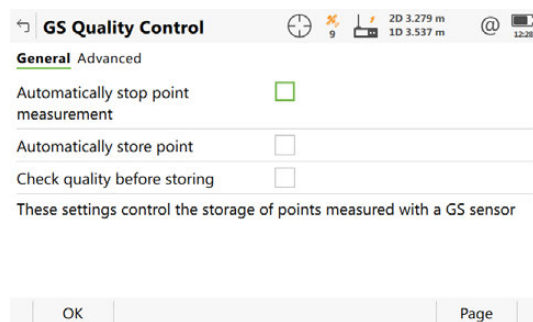 GS Quality Control
9
2D 3.279 m
1D 3.537 m
@
12:28
General Advanced
Automatically stop point
measurement
Automatically store point
Check quality before storing
These settings control the storage of points measured with a GS sensor
OK
Page